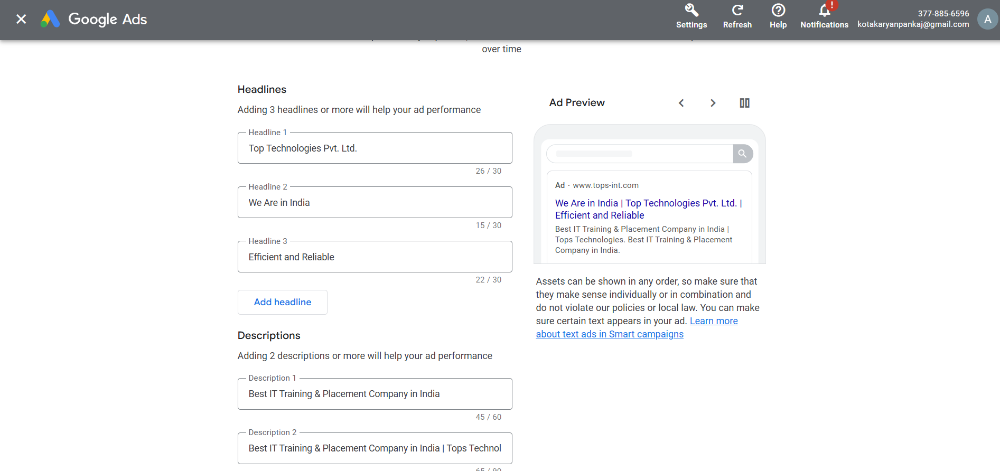 Google Ads
Settings
Refresh
Help
!
Notifications
377-885-6596
kotakaryanpankaj@gmail.com
A
over time
Headlines
Adding 3 headlines or more will help your ad performance
Headline 1
Top Technologies Pvt. Ltd.
26 / 30
Headline 2
We Are in India
15 / 30
Headline 3
Efficient and Reliable
22 / 30
Add headline
Descriptions
Adding 2 descriptions or more will help your ad performance
Description 1
Best IT Training & Placement Company in India
45 / 60
Description 2
Best IT Training & Placement Company in India | Tops Technol
65 / 90
Ad Preview
Ad · www.tops-int.com
We Are in India | Top Technologies Pvt. Ltd. |
Efficient and Reliable
Best IT Training & Placement Company in India |
Tops Technologies. Best IT Training & Placement
Company in India.
Assets can be shown in any order, so make sure that
they make sense individually or in combination and
do not violate our policies or local law. You can make
sure certain text appears in your ad. Learn more
about text ads in Smart campaigns